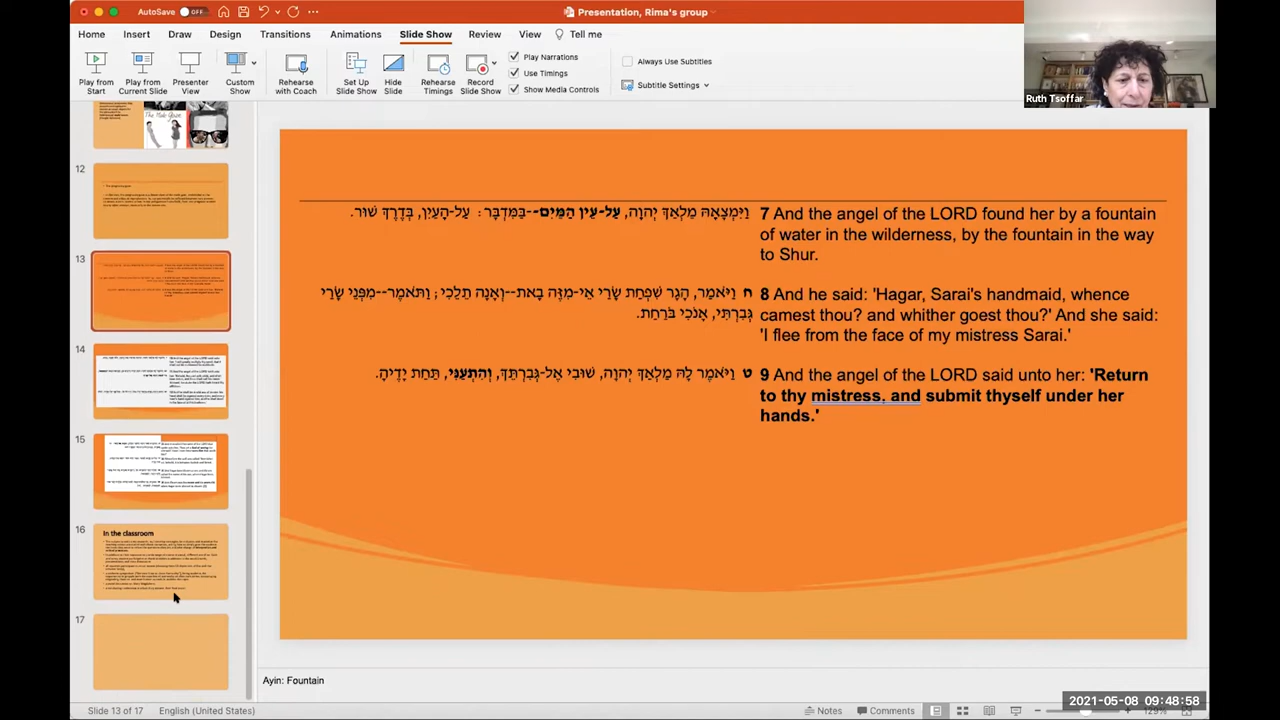 AutoSave OFF
Presentation, Rima's group
Home Insert Draw Design Transitions Animations Slide Show Review View Tell me
Play from Start
Play from Current Slide
Presenter View
Custom Show
Rehearse with Coach
Set Up Slide Show
Hide Slide
Rehearse Timings
Record Slide Show
Play Narrations
Use Timings
Show Media Controls
Always Use Subtitles
Subtitle Settings
Ruth Tsoffar
12
13
14
15
16
In the classroom
17
וַיִּמְצָאָהּ מַלְאַךְ יְהוָה, עַל-עֵין הַמַּיִם--בַּמִּדְבָּר: עַל-הָעַיִן, בְּדֶרֶךְ שׁוּר.
7 And the angel of the LORD found her by a fountain
of water in the wilderness, by the fountain in the way
to Shur.
ח וַיֹּאמַר, הָגָר שִׁפְחַת שָׂרַי אֵי-מִזֶּה בָאת--וְאָנָה תֵלֵכִי; וַתֹּאמֶר--מִפְּנֵי שָׂרַי
גְּבִרְתִּי, אָנֹכִי בֹּרַחַת.
8 And he said: 'Hagar, Sarai's handmaid, whence
camest thou? and whither goest thou?' And she said:
'I flee from the face of my mistress Sarai.'
ט וַיֹּאמֶר לָהּ מַלְאַךְ יְהוָה, שׁוּבִי אֶל-גְּבִרְתֵּךְ, וְהִתְעַנִּי, תַּחַת יָדֶיהָ.
9 And the angel of the LORD said unto her: 'Return
to thy mistress, and submit thyself under her
hands.'
Ayin: Fountain
Slide 13 of 17 English (United States) Notes Comments 129%
2021-05-08 09:48:58